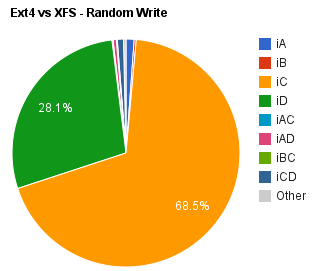 Ext4 vs XFS - Random Write
iA
iB
iC
iD
iAC
iAD
iBC
iCD
Other
28.1%
68.5%